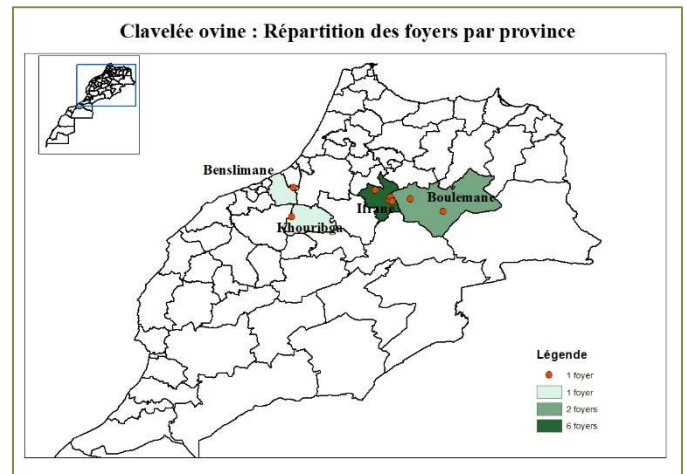 Clavelée ovine : Répartition des foyers par province
Benslimane
Ifrane
Boulemane
Khouribga
Légende
1 foyer
1 foyer
2 foyers
6 foyers